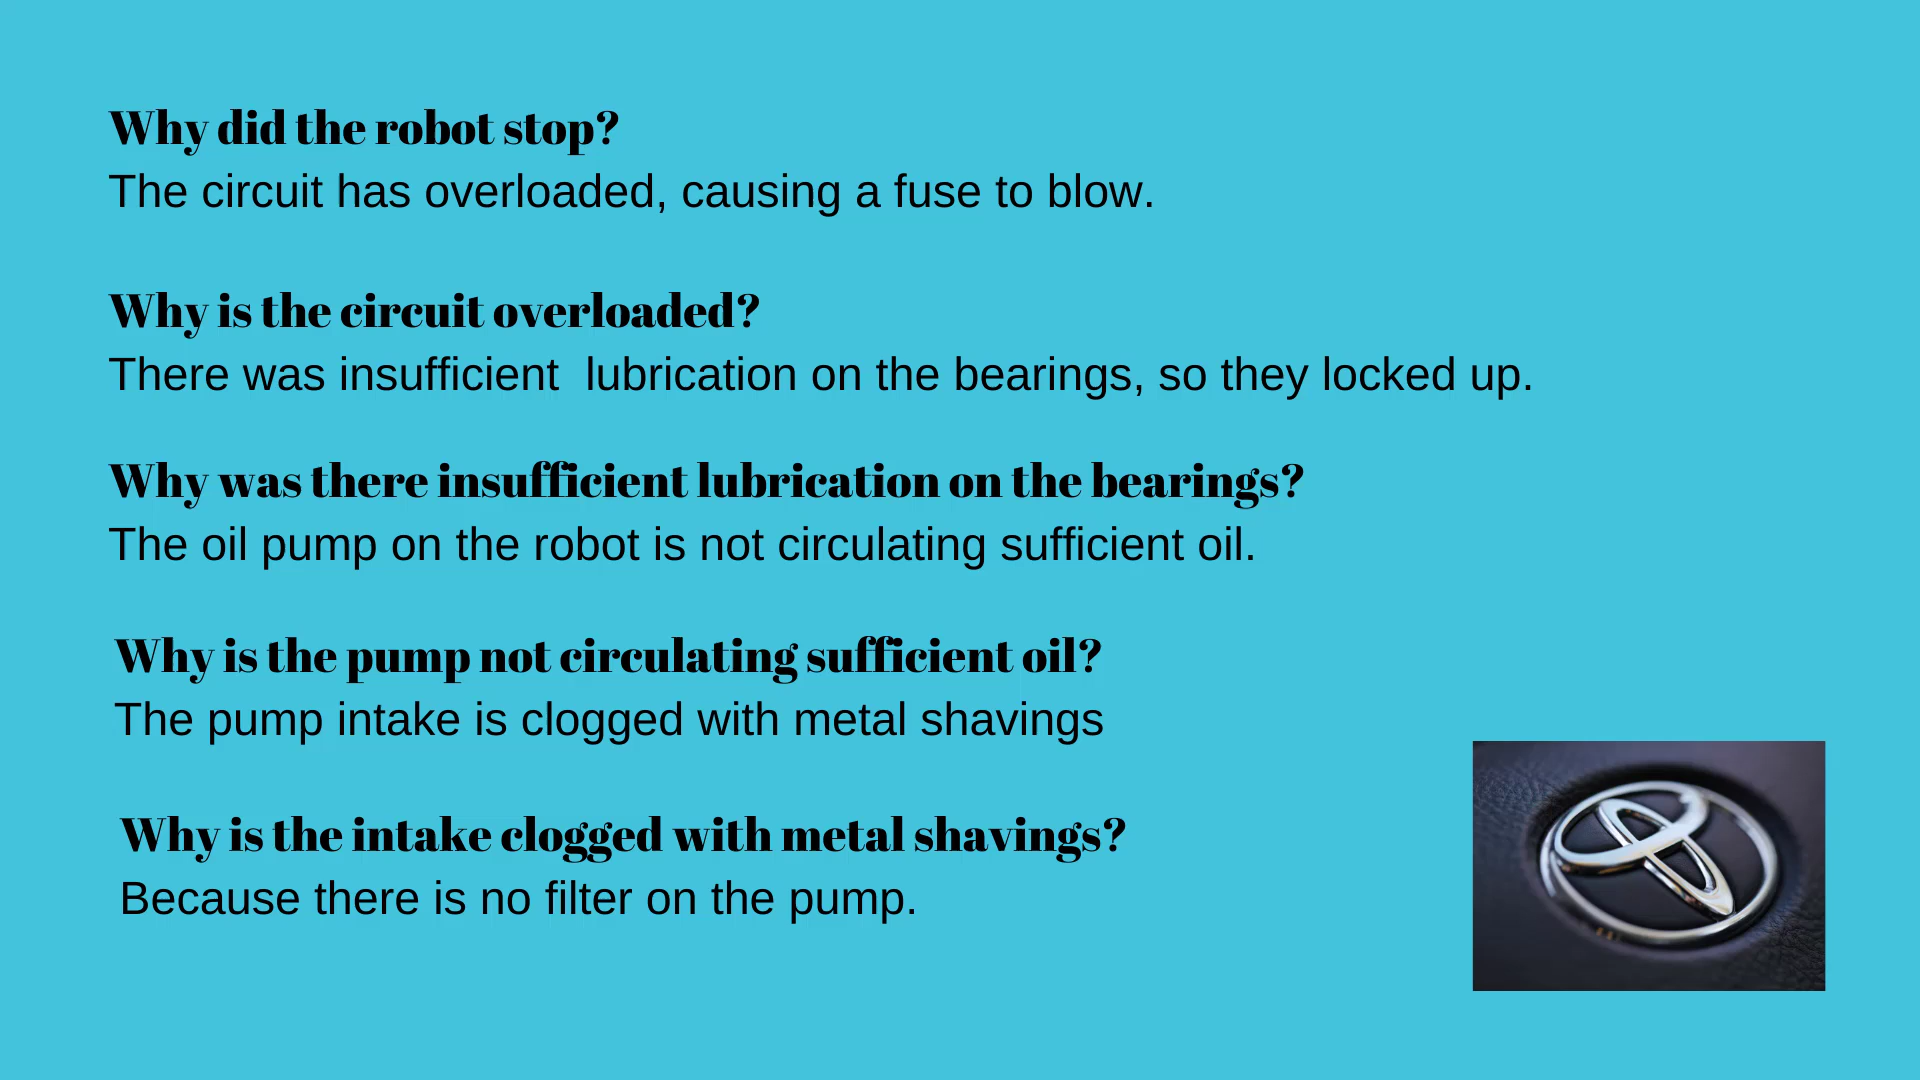 Why did the robot stop?
The circuit has overloaded, causing a fuse to blow.
Why is the circuit overloaded?
There was insufficient  lubrication on the bearings, so they locked up.
Why was there insufficient lubrication on the bearings?
The oil pump on the robot is not circulating sufficient oil.
Why is the pump not circulating sufficient oil?
The pump intake is clogged with metal shavings
Why is the intake clogged with metal shavings?
Because there is no filter on the pump.